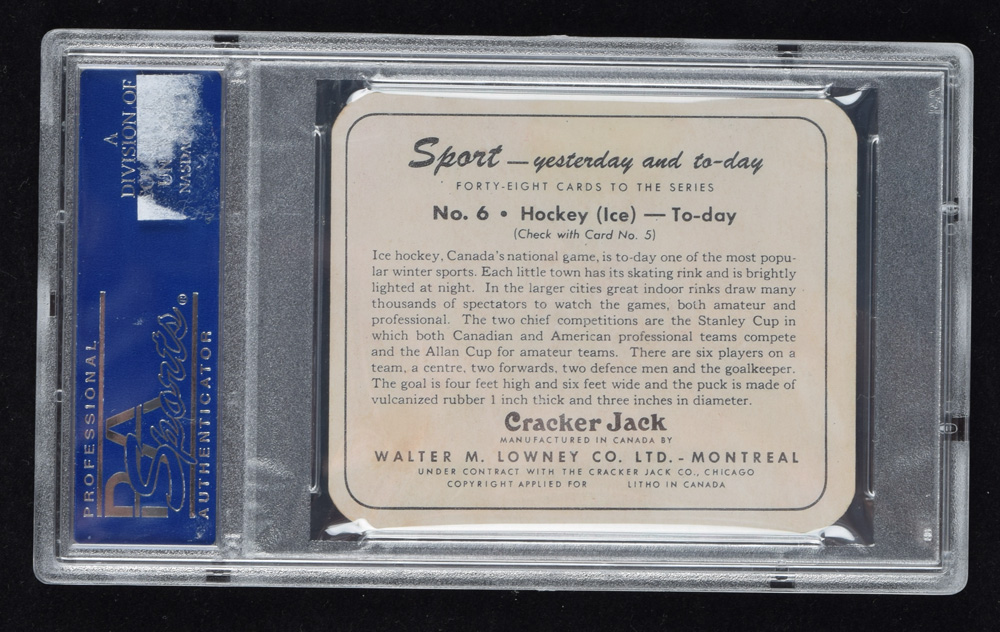 A
DIVISION OF
UN
NASDA
PROFESSIONAL
PSA
Sports®
AUTHENTICATOR
Sport — yesterday and to-day
FORTY-EIGHT CARDS TO THE SERIES
No. 6 • Hockey (Ice) — To-day
(Check with Card No. 5)
Ice hockey, Canada's national game, is to-day one of the most popu-
lar winter sports. Each little town has its skating rink and is brightly
lighted at night. In the larger cities great indoor rinks draw many
thousands of spectators to watch the games, both amateur and
professional. The two chief competitions are the Stanley Cup in
which both Canadian and American professional teams compete
and the Allan Cup for amateur teams. There are six players on a
team, a centre, two forwards, two defence men and the goalkeeper.
The goal is four feet high and six feet wide and the puck is made of
vulcanized rubber 1 inch thick and three inches in diameter.
Cracker Jack
MANUFACTURED IN CANADA BY
WALTER M. LOWNEY CO. LTD. - MONTREAL
UNDER CONTRACT WITH THE CRACKER JACK CO., CHICAGO
COPYRIGHT APPLIED FOR LITHO IN CANADA